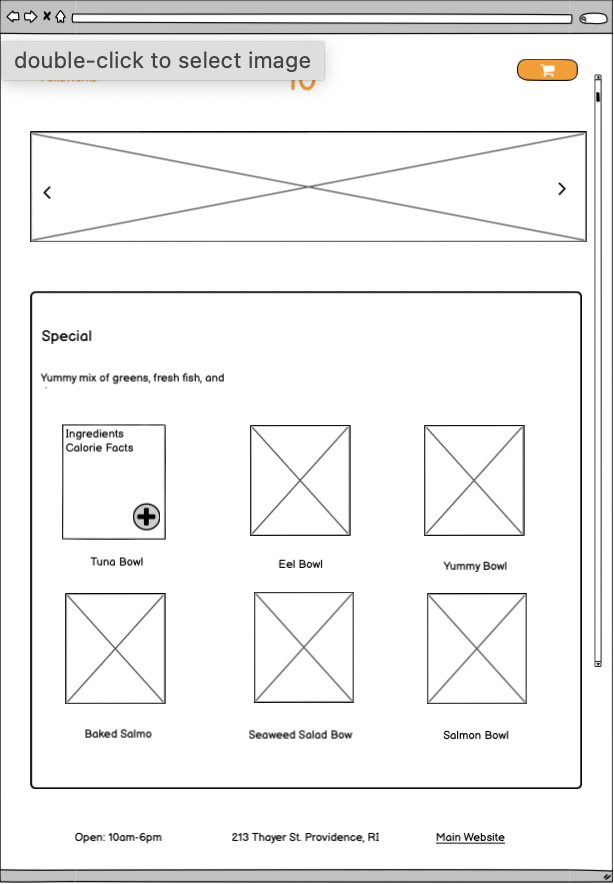 double-click to select image
Special
Yummy mix of greens, fresh fish, and
Ingredients
Calorie Facts
Tuna Bowl
Eel Bowl
Yummy Bowl
Baked Salmo
Seaweed Salad Bow
Salmon Bowl
Open: 10am-6pm
213 Thayer St. Providence, RI
Main Website